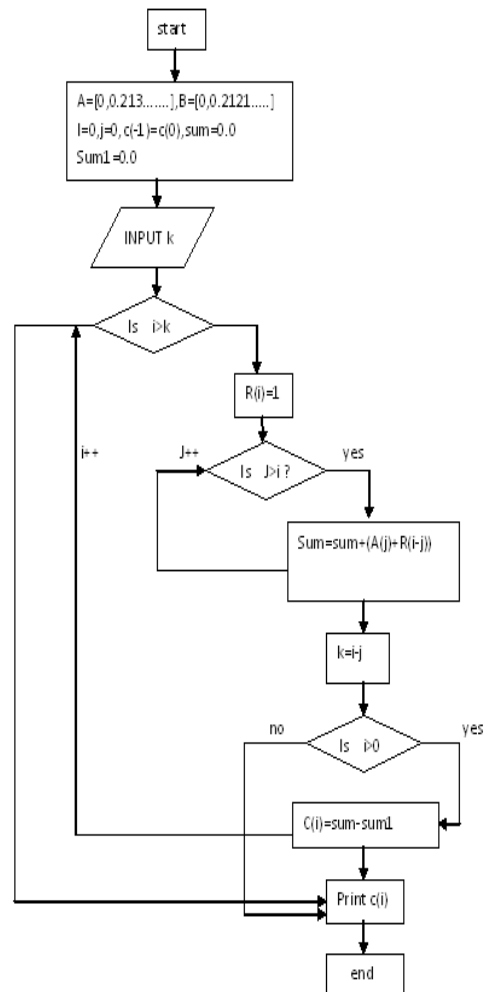 start
A=[0,0.213.......],B=[0,0.2121.....]
I=0,j=0,c(-1)=c(0),sum=0.0
Sum1=0.0
INPUT k
Is i>k
R(i)=1
i++
J++
Is J>i ?
yes
Sum=sum+(A(j)+R(i-j))
k=i-j
no
Is i>0
yes
C(i)=sum-sum1
Print c(i)
end